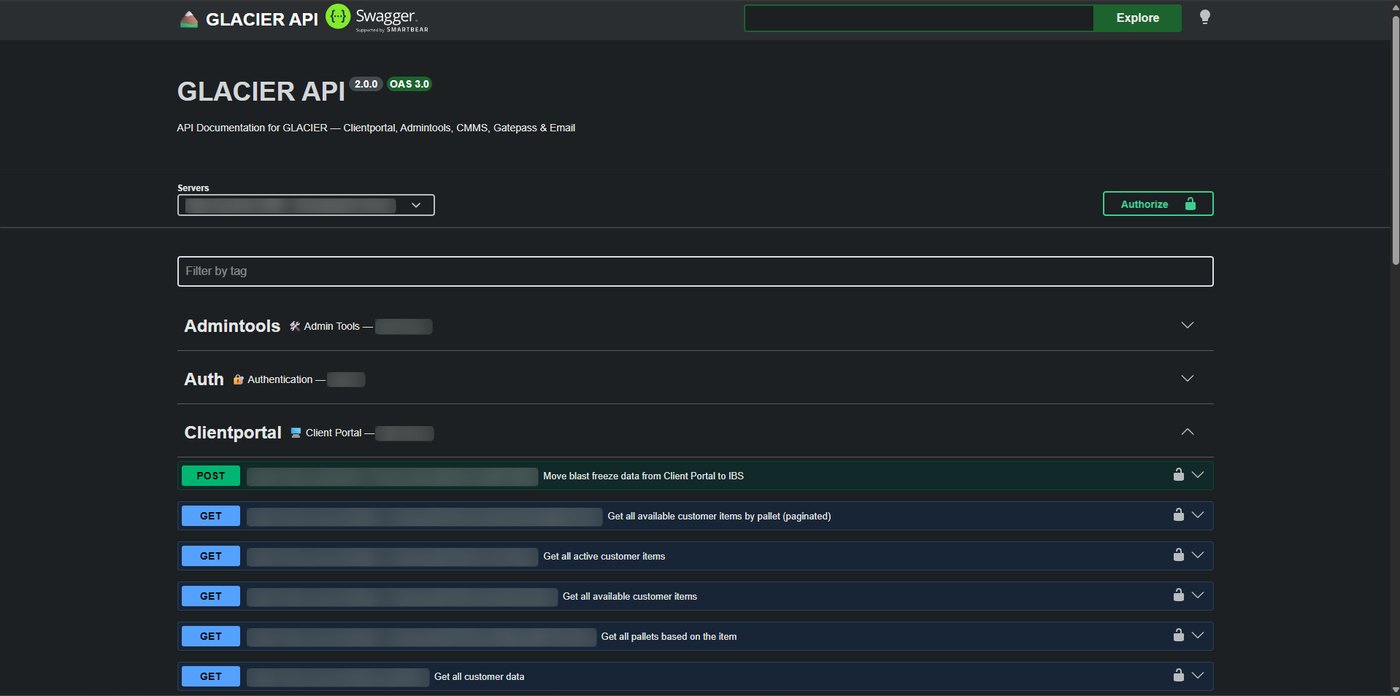 GLACIER API Swagger. Supported by SMARTBEAR Explore
GLACIER API 2.0.0 OAS 3.0
API Documentation for GLACIER — Clientportal, Admintools, CMMS, Gatepass & Email
Servers
Authorize
Filter by tag
Admintools 🛠 Admin Tools —
Auth 🔐 Authentication —
Clientportal 🖥 Client Portal —
POST Move blast freeze data from Client Portal to IBS
GET Get all available customer items by pallet (paginated)
GET Get all active customer items
GET Get all available customer items
GET Get all pallets based on the item
GET Get all customer data